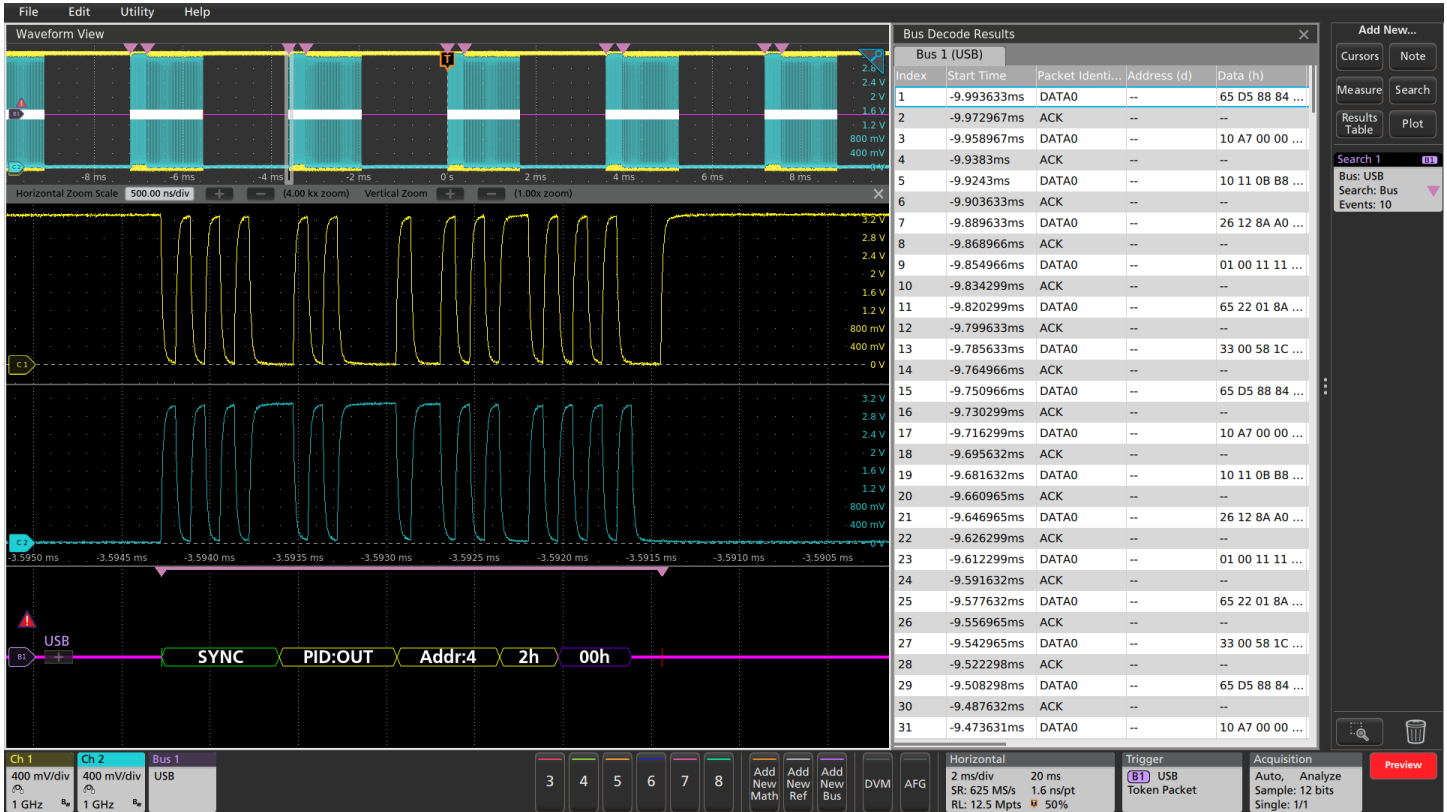 File Edit Utility Help
Waveform View
T
2.8 V
2.4 V
2 V
1.6 V
1.2 V
800 mV
400 mV
0 V
B1
C2
-8 ms -6 ms -4 ms -2 ms 0 s 2 ms 4 ms 6 ms 8 ms
Horizontal Zoom Scale 500.00 ns/div + - (4.00 kx zoom) Vertical Zoom + - (1.00x zoom)
3.2 V
2.8 V
2.4 V
2 V
1.6 V
1.2 V
800 mV
400 mV
C1 0 V
3.2 V
2.8 V
2.4 V
2 V
1.6 V
1.2 V
800 mV
400 mV
C2 0 V
-3.5950 ms -3.5945 ms -3.5940 ms -3.5935 ms -3.5930 ms -3.5925 ms -3.5920 ms -3.5915 ms -3.5910 ms -3.5905 ms
USB
B1 + SYNC PID:OUT Addr:4 2h 00h
Bus Decode Results
Bus 1 (USB)
Index Start Time Packet Identi... Address (d) Data (h)
1 -9.993633ms DATA0 -- 65 D5 88 84 ...
2 -9.972967ms ACK -- --
3 -9.958967ms DATA0 -- 10 A7 00 00 ...
4 -9.9383ms ACK -- --
5 -9.9243ms DATA0 -- 10 11 0B B8 ...
6 -9.903633ms ACK -- --
7 -9.889633ms DATA0 -- 26 12 8A A0 ...
8 -9.868966ms ACK -- --
9 -9.854966ms DATA0 -- 01 00 11 11 ...
10 -9.834299ms ACK -- --
11 -9.820299ms DATA0 -- 65 22 01 8A ...
12 -9.799633ms ACK -- --
13 -9.785633ms DATA0 -- 33 00 58 1C ...
14 -9.764966ms ACK -- --
15 -9.750966ms DATA0 -- 65 D5 88 84 ...
16 -9.730299ms ACK -- --
17 -9.716299ms DATA0 -- 10 A7 00 00 ...
18 -9.695632ms ACK -- --
19 -9.681632ms DATA0 -- 10 11 0B B8 ...
20 -9.660965ms ACK -- --
21 -9.646965ms DATA0 -- 26 12 8A A0 ...
22 -9.626299ms ACK -- --
23 -9.612299ms DATA0 -- 01 00 11 11 ...
24 -9.591632ms ACK -- --
25 -9.577632ms DATA0 -- 65 22 01 8A ...
26 -9.556965ms ACK -- --
27 -9.542965ms DATA0 -- 33 00 58 1C ...
28 -9.522298ms ACK -- --
29 -9.508298ms DATA0 -- 65 D5 88 84 ...
30 -9.487632ms ACK -- --
31 -9.473631ms DATA0 -- 10 A7 00 00 ...
Add New...
Cursors Note
Measure Search
Results Table Plot
Search 1 B1
Bus: USB
Search: Bus
Events: 10
Ch 1
400 mV/div
1 GHz Bw
Ch 2
400 mV/div
1 GHz Bw
Bus 1
USB
3 4 5 6 7 8
Add New Math
Add New Ref
Add New Bus
DVM
AFG
Horizontal
2 ms/div 20 ms
SR: 625 MS/s 1.6 ns/pt
RL: 12.5 Mpts 50%
Trigger
B1 USB
Token Packet
Acquisition
Auto, Analyze
Sample: 12 bits
Single: 1/1
Preview